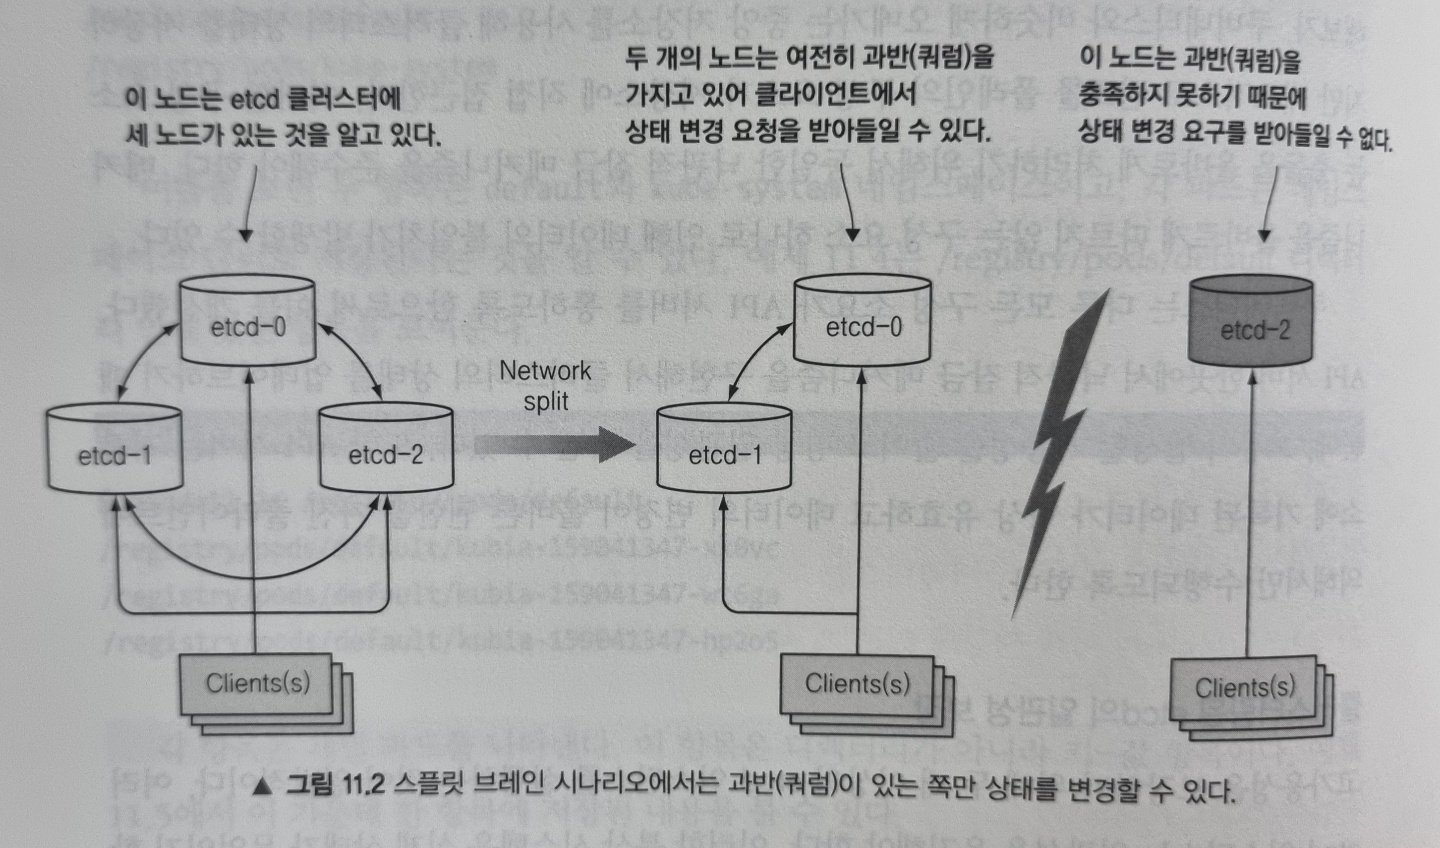 이 노드는 etcd 클러스터에
세 노드가 있는 것을 알고 있다.
두 개의 노드는 여전히 과반(쿼럼)을
가지고 있어 클라이언트에서
상태 변경 요청을 받아들일 수 있다.
이 노드는 과반(쿼럼)을
충족하지 못하기 때문에
상태 변경 요구를 받아들일 수 없다.
etcd-0
etcd-1
etcd-2
Clients(s)
Network
split
etcd-0
etcd-1
Clients(s)
etcd-2
Clients(s)
▲ 그림 11.2 스플릿 브레인 시나리오에서는 과반(쿼럼)이 있는 쪽만 상태를 변경할 수 있다.